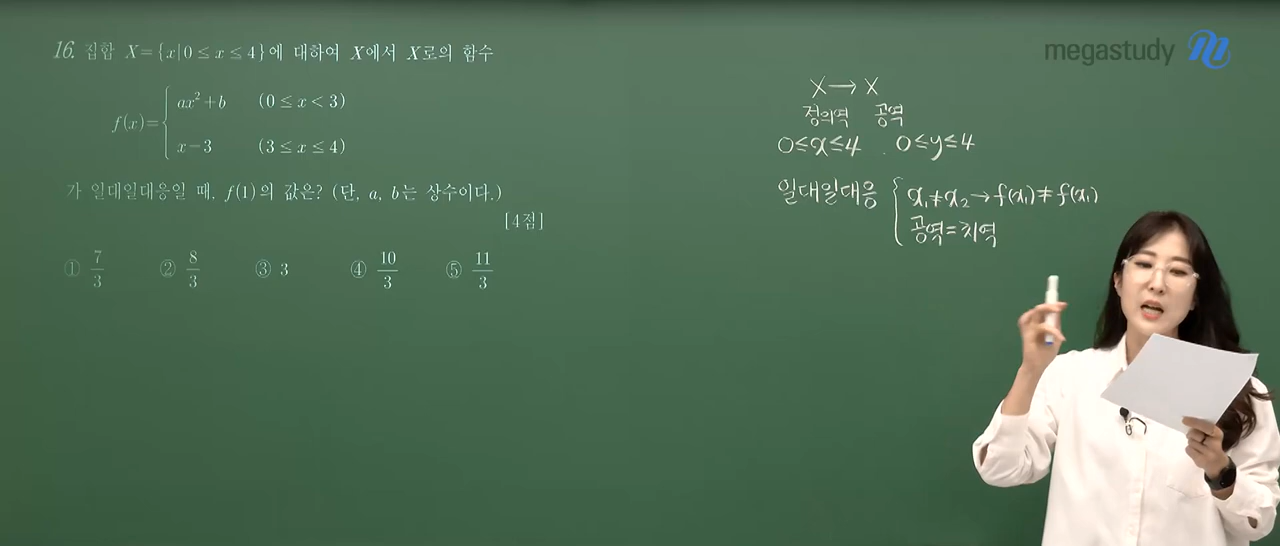 16. 집합 X={x|0≤x≤4}에 대하여 X에서 X로의 함수
f(x)={ ax²+b (0≤x<3)
x-3 (3≤x≤4)
가 일대일대응일 때, f(1)의 값은? (단, a, b는 상수이다.)
[4점]
① 7/3 ② 8/3 ③ 3 ④ 10/3 ⑤ 11/3
megastudy
X→X
정의역 공역
0≤x≤4 . 0≤y≤4
일대일대응 { x₁≠x₂→f(x₁)≠f(x₁)
공역=치역